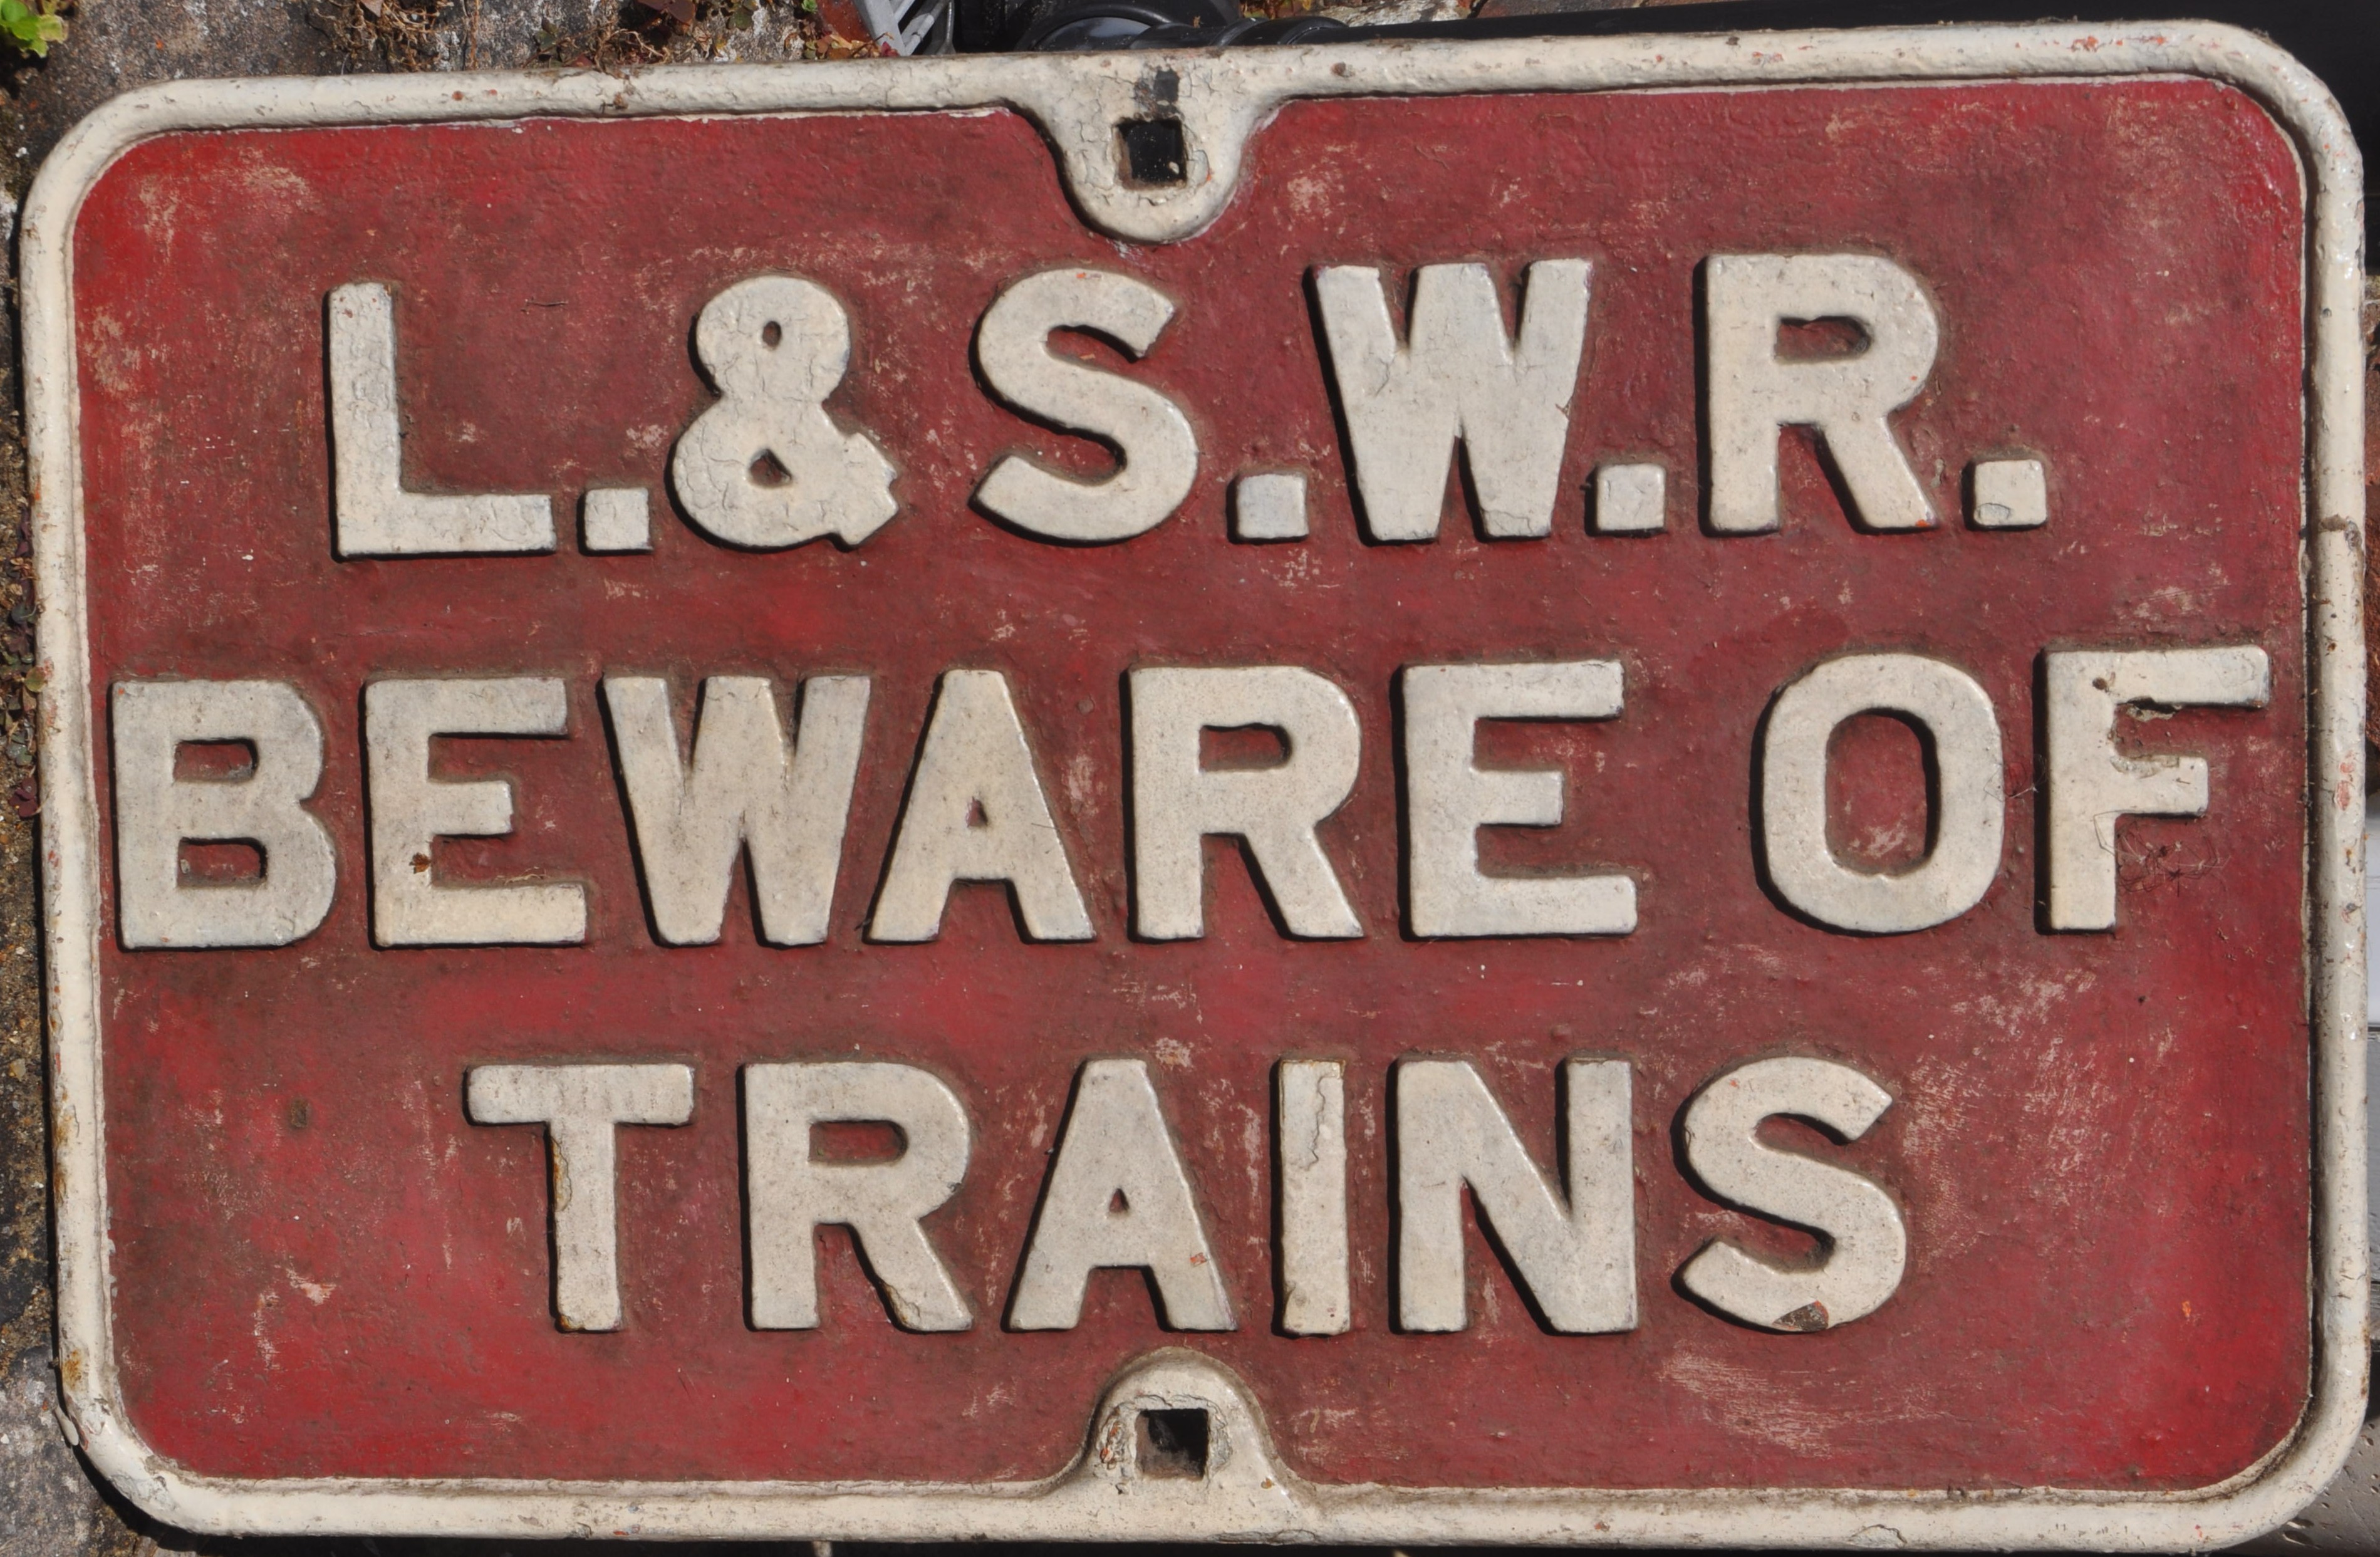 L.& S.W.R.
BEWARE OF
TRAINS